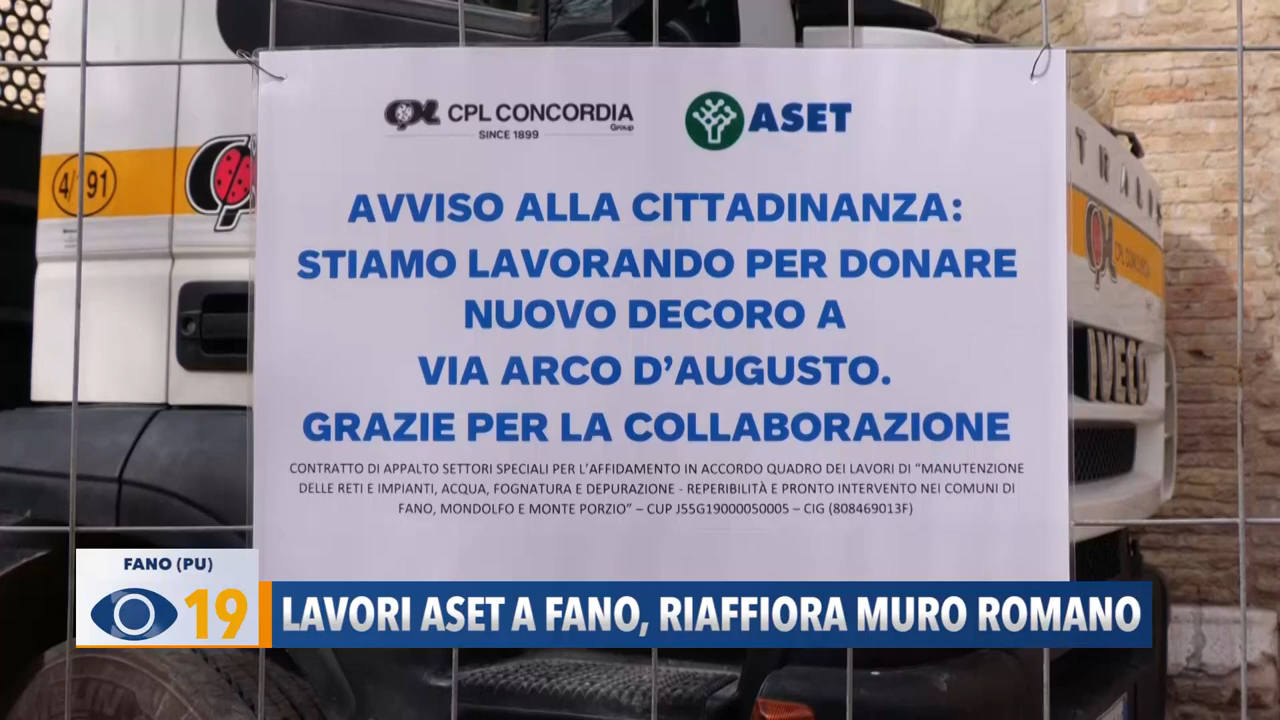 CPL CONCORDIA
Group
SINCE 1899
ASET
AVVISO ALLA CITTADINANZA:
STIAMO LAVORANDO PER DONARE
NUOVO DECORO A
VIA ARCO D'AUGUSTO.
GRAZIE PER LA COLLABORAZIONE
CONTRATTO DI APPALTO SETTORI SPECIALI PER L'AFFIDAMENTO IN ACCORDO QUADRO DEI LAVORI DI "MANUTENZIONE
DELLE RETI E IMPIANTI, ACQUA, FOGNATURA E DEPURAZIONE - REPERIBILITÀ E PRONTO INTERVENTO NEI COMUNI DI
FANO, MONDOLFO E MONTE PORZIO" – CUP J55G19000050005 – CIG (808469013F)
CPL CONCORDIA
IVECO
FANO (PU)
19
LAVORI ASET A FANO, RIAFFIORA MURO ROMANO